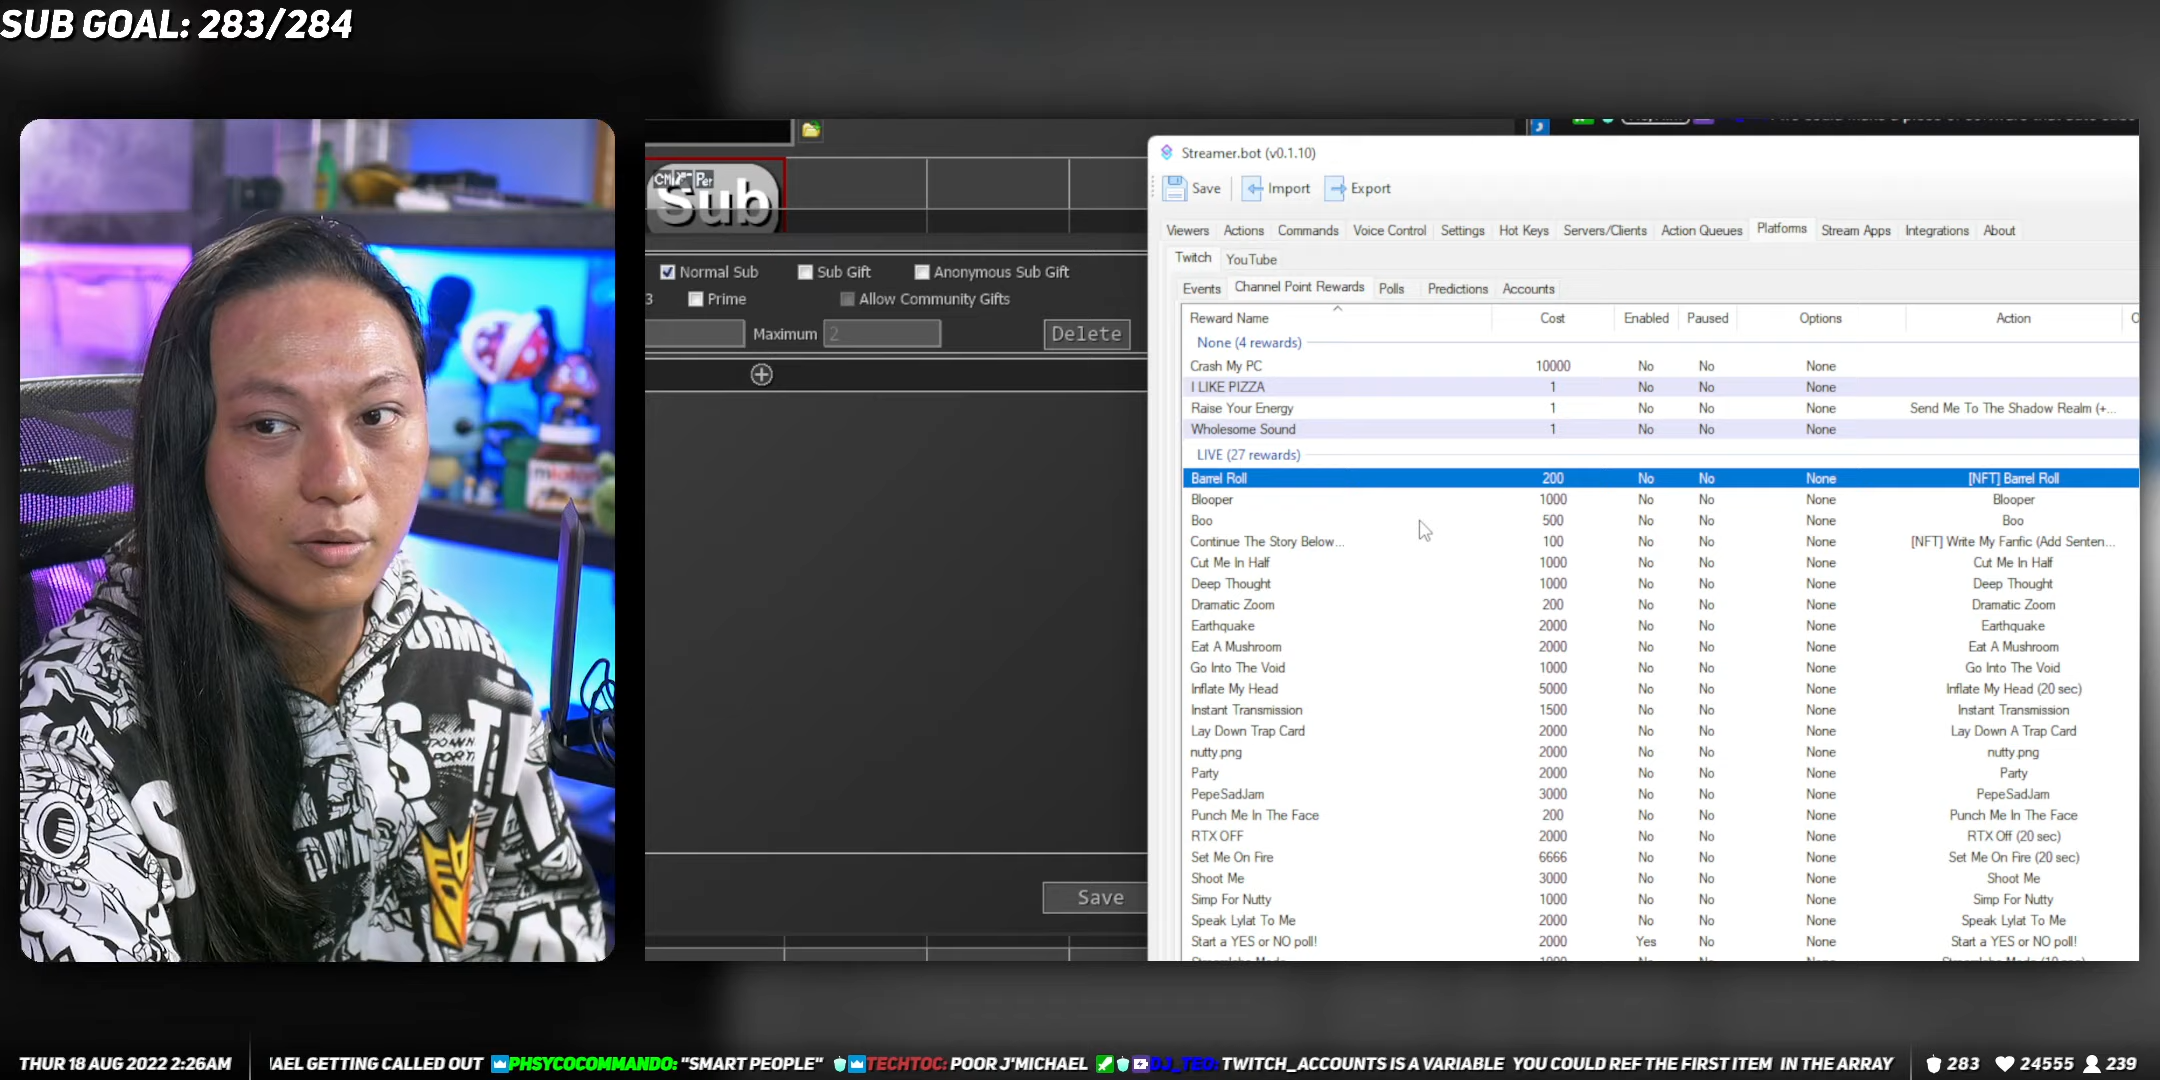 SUB GOAL: 283/284
Sub
CM
Per
Normal Sub
Sub Gift
Anonymous Sub Gift
3
Prime
Allow Community Gifts
Maximum 2
Delete
Save
Streamer.bot (v0.1.10)
Save Import Export
Viewers Actions Commands Voice Control Settings Hot Keys Servers/Clients Action Queues Platforms Stream Apps Integrations About
Twitch YouTube
Events Channel Point Rewards Polls Predictions Accounts
Reward Name Cost Enabled Paused Options Action
None (4 rewards)
Crash My PC 10000 No No None
I LIKE PIZZA 1 No No None
Raise Your Energy 1 No No None Send Me To The Shadow Realm (+...
Wholesome Sound 1 No No None
LIVE (27 rewards)
Barrel Roll 200 No No None [NFT] Barrel Roll
Blooper 1000 No No None Blooper
Boo 500 No No None Boo
Continue The Story Below... 100 No No None [NFT] Write My Fanfic (Add Senten...
Cut Me In Half 1000 No No None Cut Me In Half
Deep Thought 1000 No No None Deep Thought
Dramatic Zoom 200 No No None Dramatic Zoom
Earthquake 2000 No No None Earthquake
Eat A Mushroom 2000 No No None Eat A Mushroom
Go Into The Void 1000 No No None Go Into The Void
Inflate My Head 5000 No No None Inflate My Head (20 sec)
Instant Transmission 1500 No No None Instant Transmission
Lay Down Trap Card 2000 No No None Lay Down A Trap Card
nutty.png 2000 No No None nutty.png
Party 2000 No No None Party
PepeSadJam 3000 No No None PepeSadJam
Punch Me In The Face 200 No No None Punch Me In The Face
RTX OFF 2000 No No None RTX Off (20 sec)
Set Me On Fire 6666 No No None Set Me On Fire (20 sec)
Shoot Me 3000 No No None Shoot Me
Simp For Nutty 1000 No No None Simp For Nutty
Speak Lylat To Me 2000 No No None Speak Lylat To Me
Start a YES or NO poll! 2000 Yes No None Start a YES or NO poll!
THUR 18 AUG 2022 2:26AM
AEL GETTING CALLED OUT PHSYCOCOMMANDO: "SMART PEOPLE" TECHTOC: POOR J'MICHAEL DJ_TEO: TWITCH_ACCOUNTS IS A VARIABLE YOU COULD REF THE FIRST ITEM IN THE ARRAY
283 24555 239